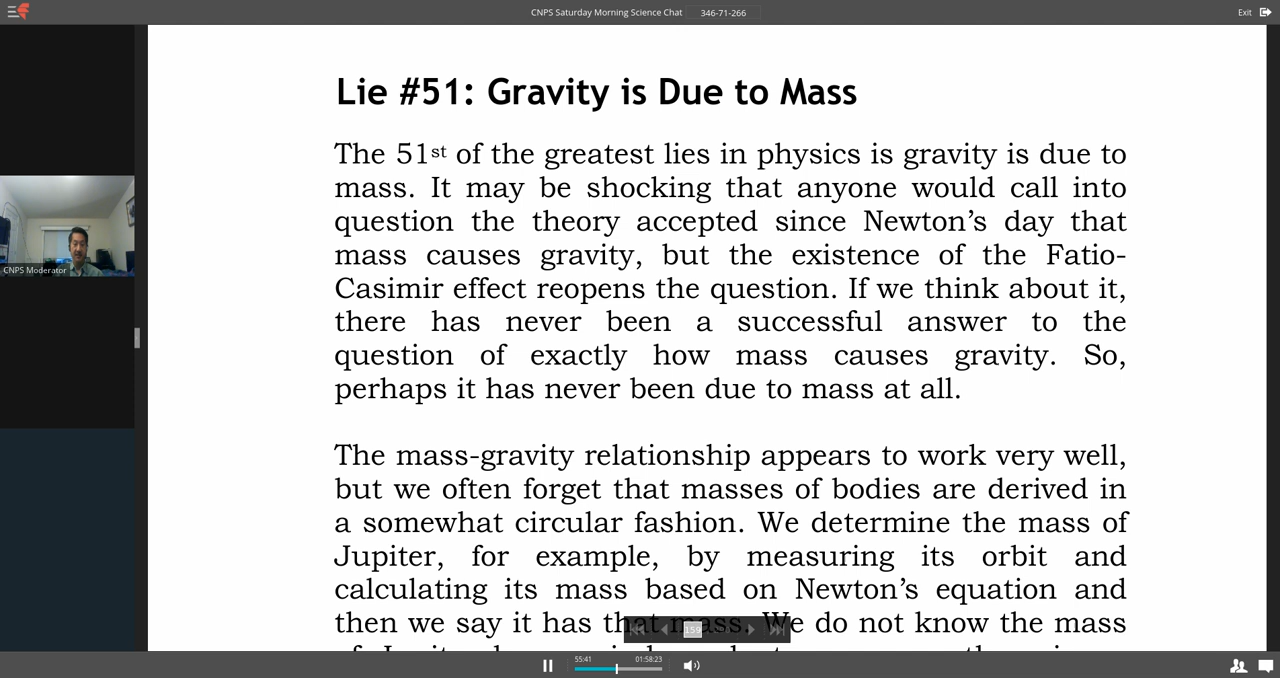 CNPS Saturday Morning Science Chat 346-71-266 Exit
Lie #51: Gravity is Due to Mass
The 51st of the greatest lies in physics is gravity is due to
mass. It may be shocking that anyone would call into
question the theory accepted since Newton’s day that
mass causes gravity, but the existence of the Fatio-
Casimir effect reopens the question. If we think about it,
there has never been a successful answer to the
question of exactly how mass causes gravity. So,
perhaps it has never been due to mass at all.
The mass-gravity relationship appears to work very well,
but we often forget that masses of bodies are derived in
a somewhat circular fashion. We determine the mass of
Jupiter, for example, by measuring its orbit and
calculating its mass based on Newton’s equation and
then we say it has that mass. We do not know the mass
CNPS Moderator
159
55:41 01:58:23